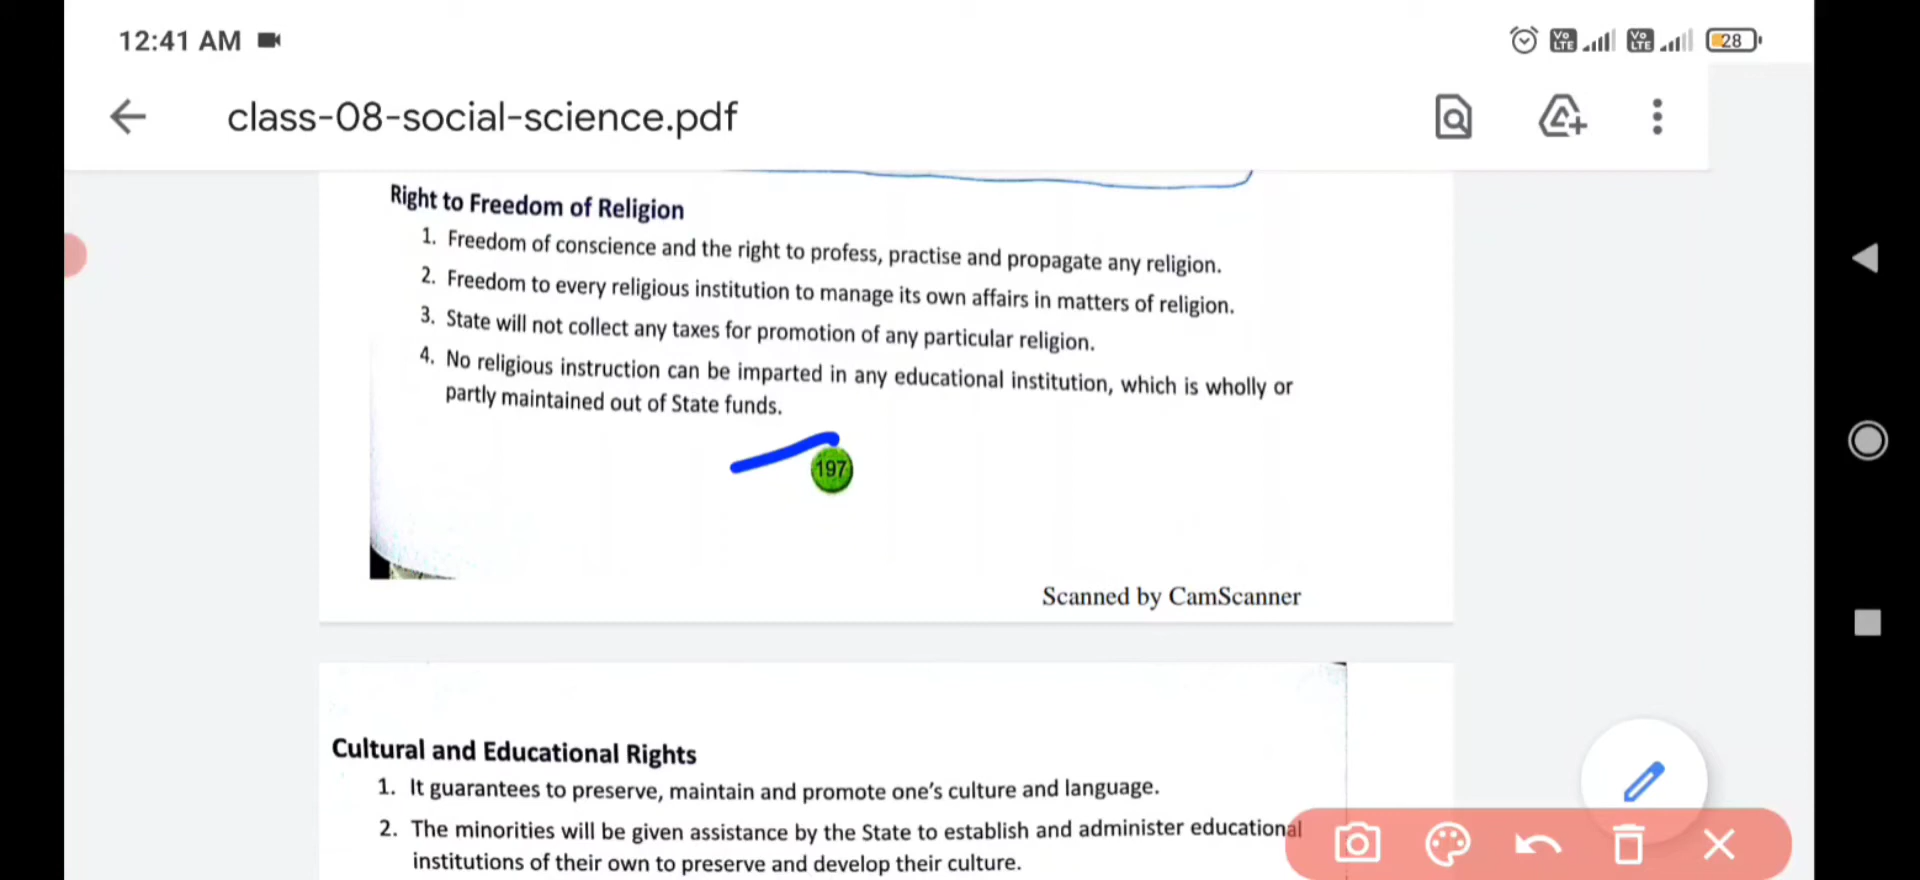 12:41 AM
Vo LTE Vo LTE 28
class-08-social-science.pdf
Right to Freedom of Religion
1. Freedom of conscience and the right to profess, practise and propagate any religion.
2. Freedom to every religious institution to manage its own affairs in matters of religion.
3. State will not collect any taxes for promotion of any particular religion.
4. No religious instruction can be imparted in any educational institution, which is wholly or
partly maintained out of State funds.
197
Scanned by CamScanner
Cultural and Educational Rights
1. It guarantees to preserve, maintain and promote one's culture and language.
2. The minorities will be given assistance by the State to establish and administer educational
institutions of their own to preserve and develop their culture.